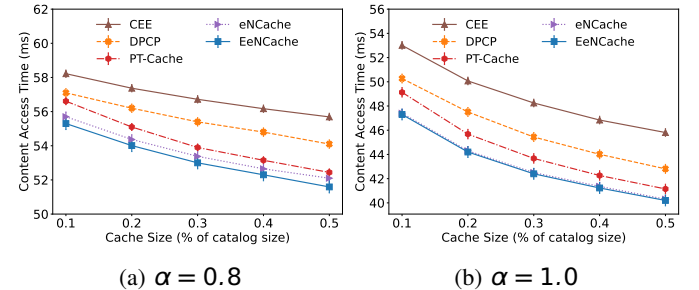 Content Access Time (ms)
62
60
58
56
54
52
50
CEE
DPCP
PT-Cache
eNCache
EeNCache
0.1 0.2 0.3 0.4 0.5
Cache Size (% of catalog size)
(a) α = 0.8
Content Access Time (ms)
56
54
52
50
48
46
44
42
40
CEE
DPCP
PT-Cache
eNCache
EeNCache
0.1 0.2 0.3 0.4 0.5
Cache Size (% of catalog size)
(b) α = 1.0